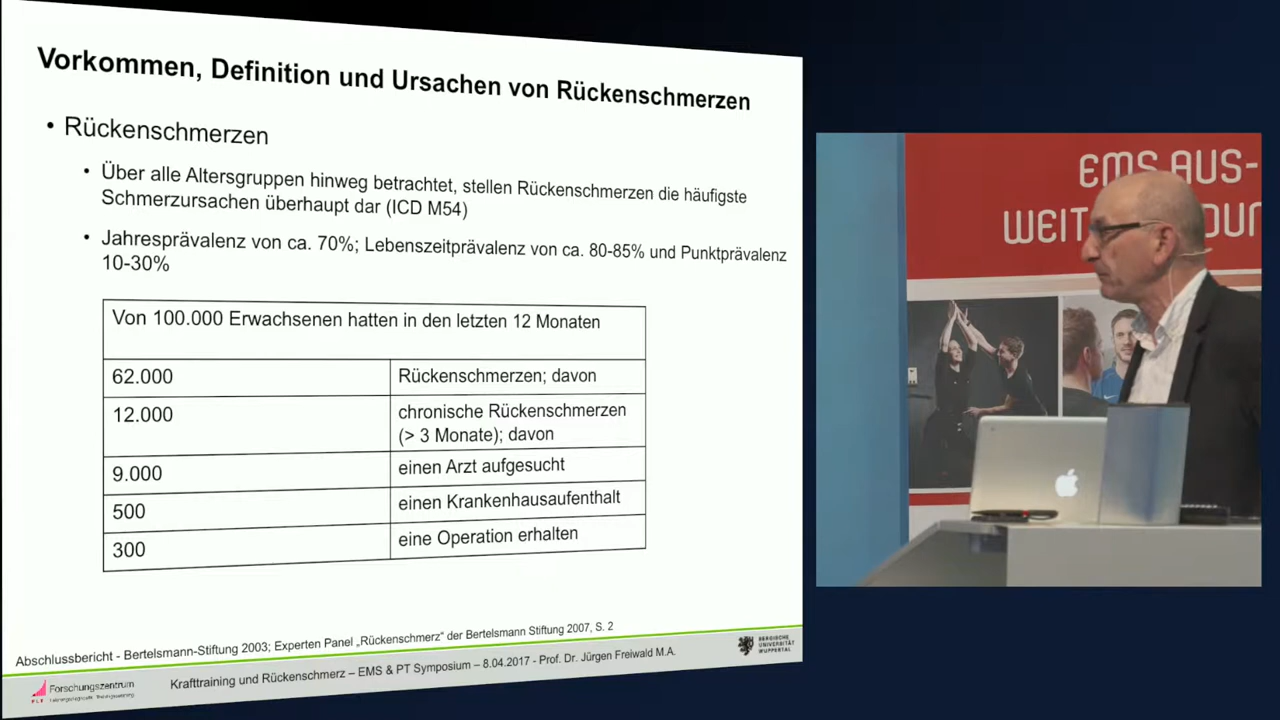 Vorkommen, Definition und Ursachen von Rückenschmerzen
• Rückenschmerzen
• Über alle Altersgruppen hinweg betrachtet, stellen Rückenschmerzen die häufigste
Schmerzursachen überhaupt dar (ICD M54)
• Jahresprävalenz von ca. 70%; Lebenszeitprävalenz von ca. 80-85% und Punktprävalenz
10-30%
Von 100.000 Erwachsenen hatten in den letzten 12 Monaten
62.000 Rückenschmerzen; davon
12.000 chronische Rückenschmerzen
(> 3 Monate); davon
9.000 einen Arzt aufgesucht
500 einen Krankenhausaufenthalt
300 eine Operation erhalten
Abschlussbericht - Bertelsmann-Stiftung 2003; Experten Panel „Rückenschmerz“ der Bertelsmann Stiftung 2007, S. 2
Forschungszentrum
Krafttraining und Rückenschmerz – EMS & PT Symposium – 8.04.2017 - Prof. Dr. Jürgen Freiwald M.A.
BERGISCHE
UNIVERSITÄT
WUPPERTAL
EMS AUS-
WEIT